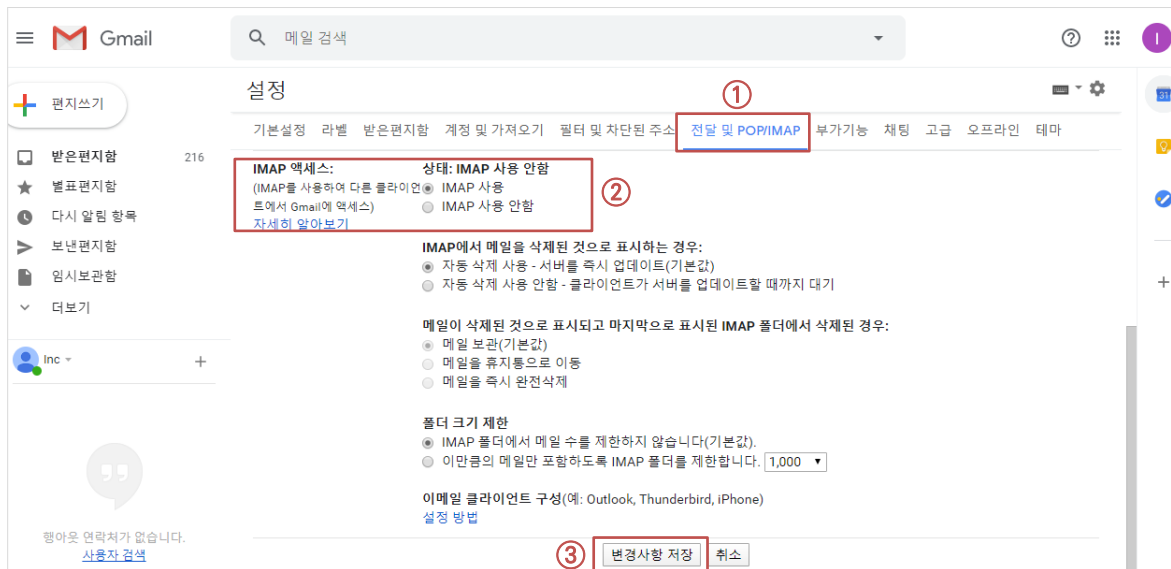 Gmail
메일 검색
I
편지쓰기
설정
①
기본설정 라벨 받은편지함 계정 및 가져오기 필터 및 차단된 주소 전달 및 POP/IMAP 부가기능 채팅 고급 오프라인 테마
31
받은편지함 216
별표편지함
다시 알림 항목
보낸편지함
임시보관함
더보기
Inc
행아웃 연락처가 없습니다.
사용자 검색
IMAP 액세스:
(IMAP를 사용하여 다른 클라이언
트에서 Gmail에 액세스)
자세히 알아보기
상태: IMAP 사용 안함
IMAP 사용
IMAP 사용 안함
②
IMAP에서 메일을 삭제된 것으로 표시하는 경우:
자동 삭제 사용 - 서버를 즉시 업데이트(기본값)
자동 삭제 사용 안함 - 클라이언트가 서버를 업데이트할 때까지 대기
메일이 삭제된 것으로 표시되고 마지막으로 표시된 IMAP 폴더에서 삭제된 경우:
메일 보관(기본값)
메일을 휴지통으로 이동
메일을 즉시 완전삭제
폴더 크기 제한
IMAP 폴더에서 메일 수를 제한하지 않습니다(기본값).
이만큼의 메일만 포함하도록 IMAP 폴더를 제한합니다. 1,000
이메일 클라이언트 구성(예: Outlook, Thunderbird, iPhone)
설정 방법
③ 변경사항 저장 취소